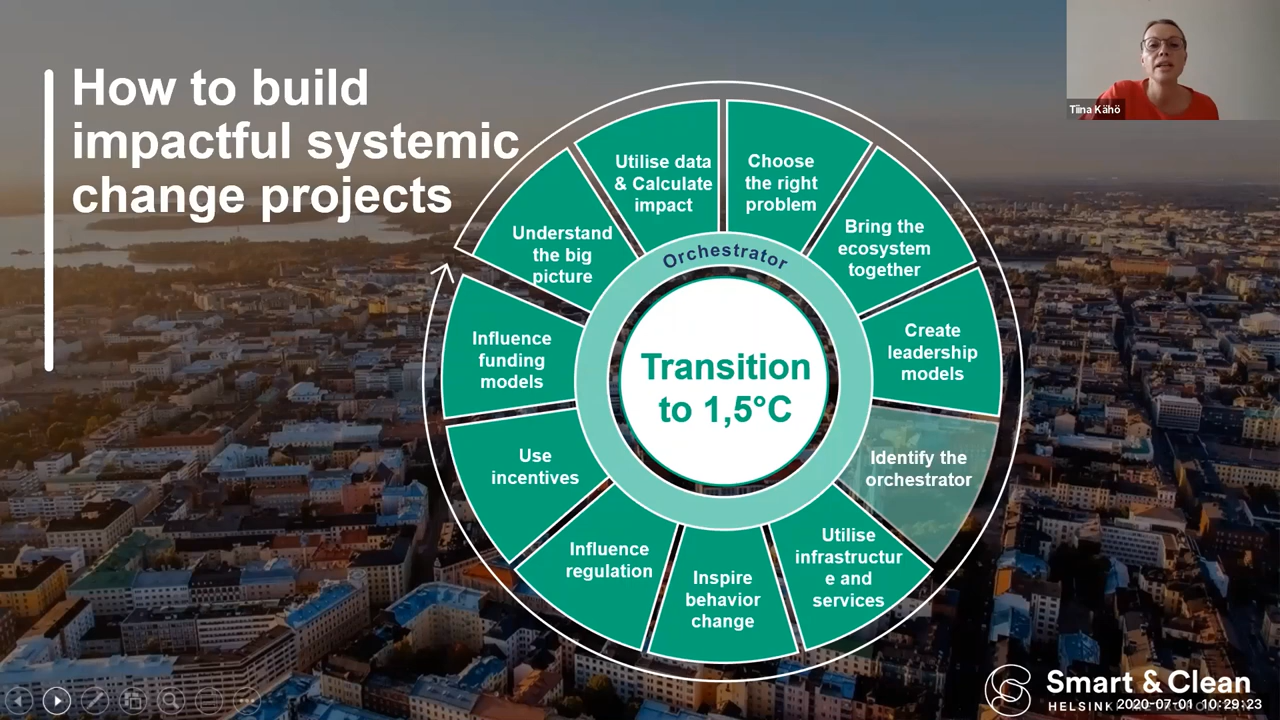 How to build
impactful systemic
change projects
Tiina Kähö
Utilise data
& Calculate
impact
Choose
the right
problem
Understand
the big
picture
Bring the
ecosystem
together
Orchestrator
Influence
funding
models
Create
leadership
models
Transition
to 1,5°C
Use
incentives
Identify the
orchestrator
Influence
regulation
Inspire
behavior
change
Utilise
infrastructur
e and
services
Smart & Clean
HELSINK
2020-07-01 10:29:23